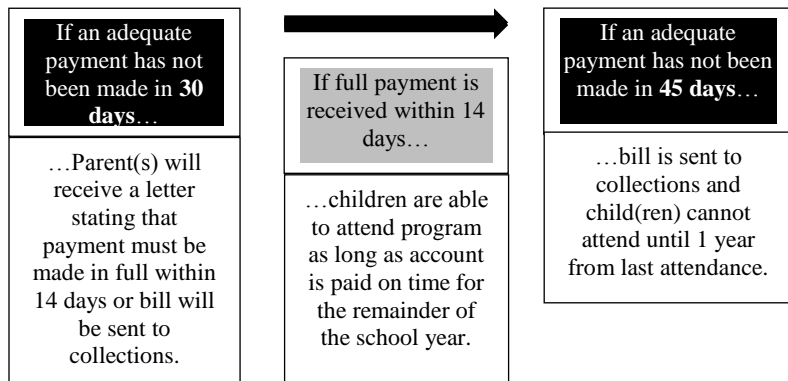 If an adequate
payment has not
been made in 30
days…
…Parent(s) will
receive a letter
stating that
payment must be
made in full within
14 days or bill will
be sent to
collections.
If full payment is
received within 14
days…
…children are able
to attend program
as long as account
is paid on time for
the remainder of
the school year.
If an adequate
payment has not been
made in 45 days…
…bill is sent to
collections and
child(ren) cannot
attend until 1 year
from last attendance.